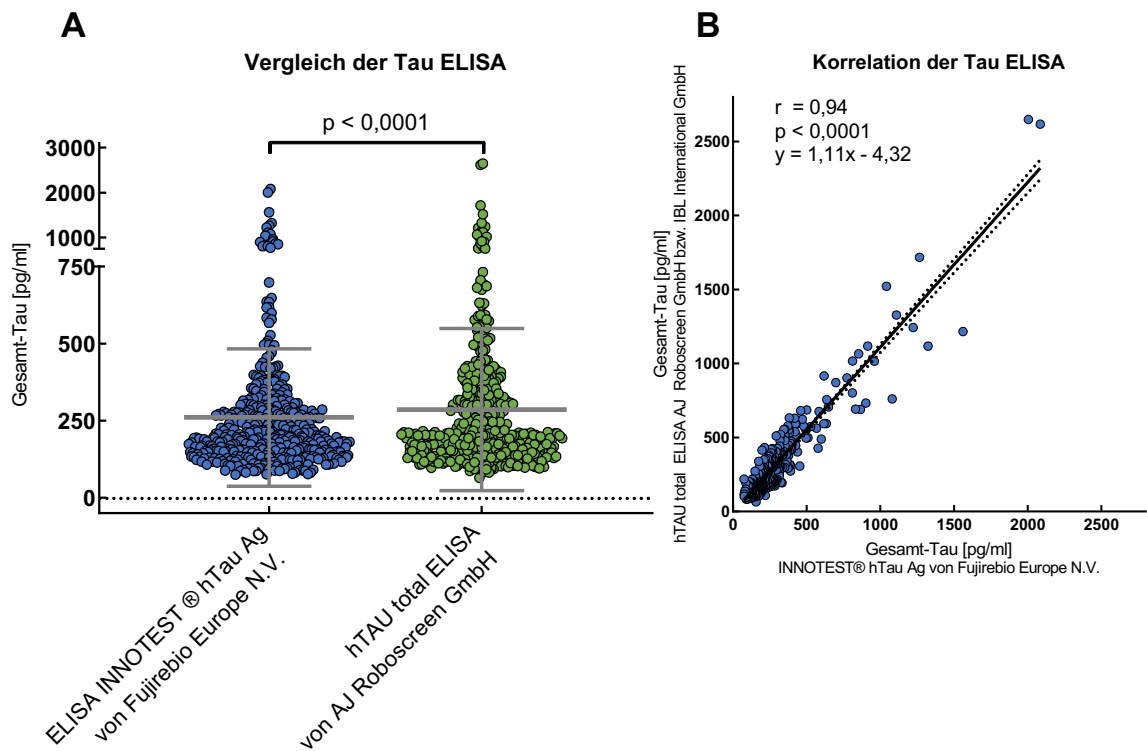 A
Vergleich der Tau ELISA
p < 0,0001
3000
2000
1000
750
500
250
0
Gesamt-Tau [pg/ml]
ELISA INNOTEST ® hTau Ag
von Fujirebio Europe N.V.
hTAU total ELISA
von AJ Roboscreen GmbH
B
Korrelation der Tau ELISA
r = 0,94
p < 0,0001
y = 1,11x - 4,32
Gesamt-Tau [pg/ml]
hTAU total ELISA AJ Roboscreen GmbH bzw. IBL International GmbH
2500
2000
1500
1000
500
0
0 500 1000 1500 2000 2500
Gesamt-Tau [pg/ml]
INNOTEST® hTau Ag von Fujirebio Europe N.V.